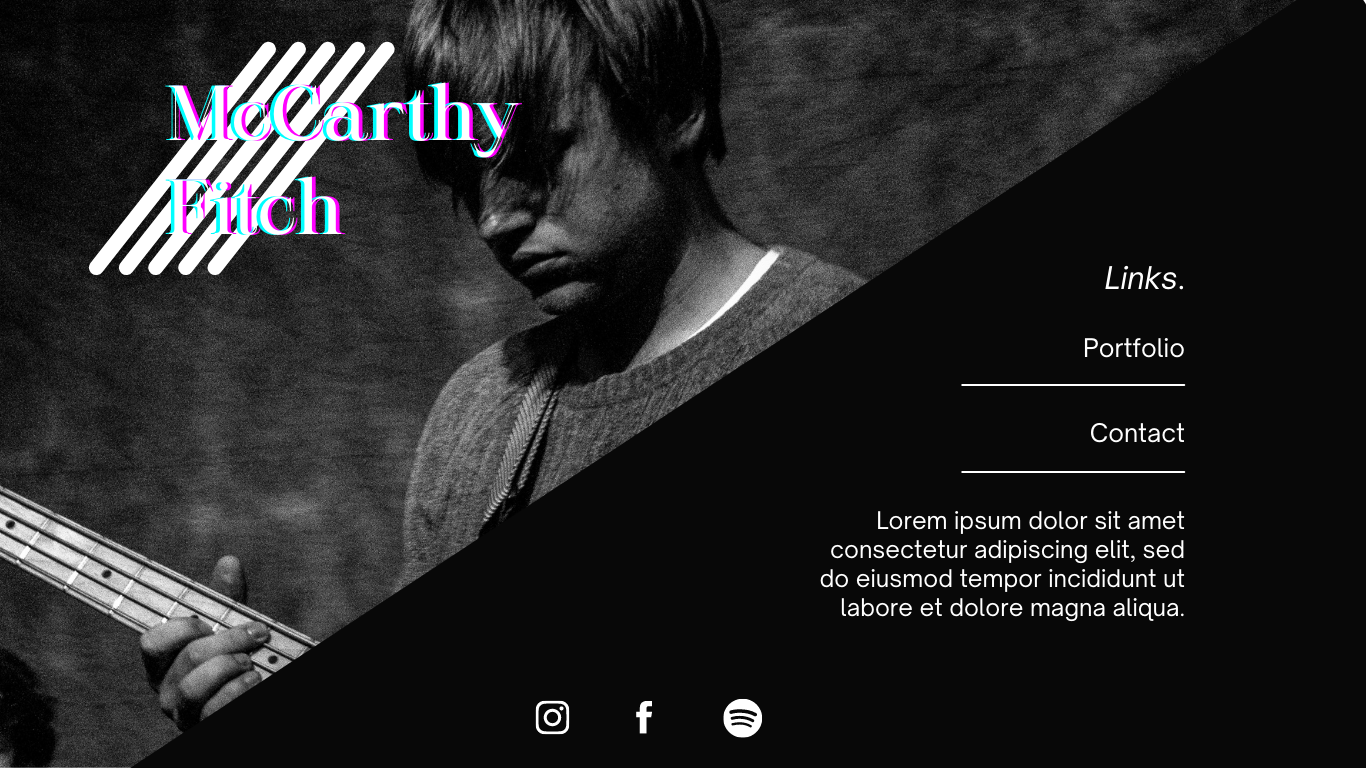 McCarthy
Fitch
Links.
Portfolio
Contact
Lorem ipsum dolor sit amet
consectetur adipiscing elit, sed
do eiusmod tempor incididunt ut
labore et dolore magna aliqua.